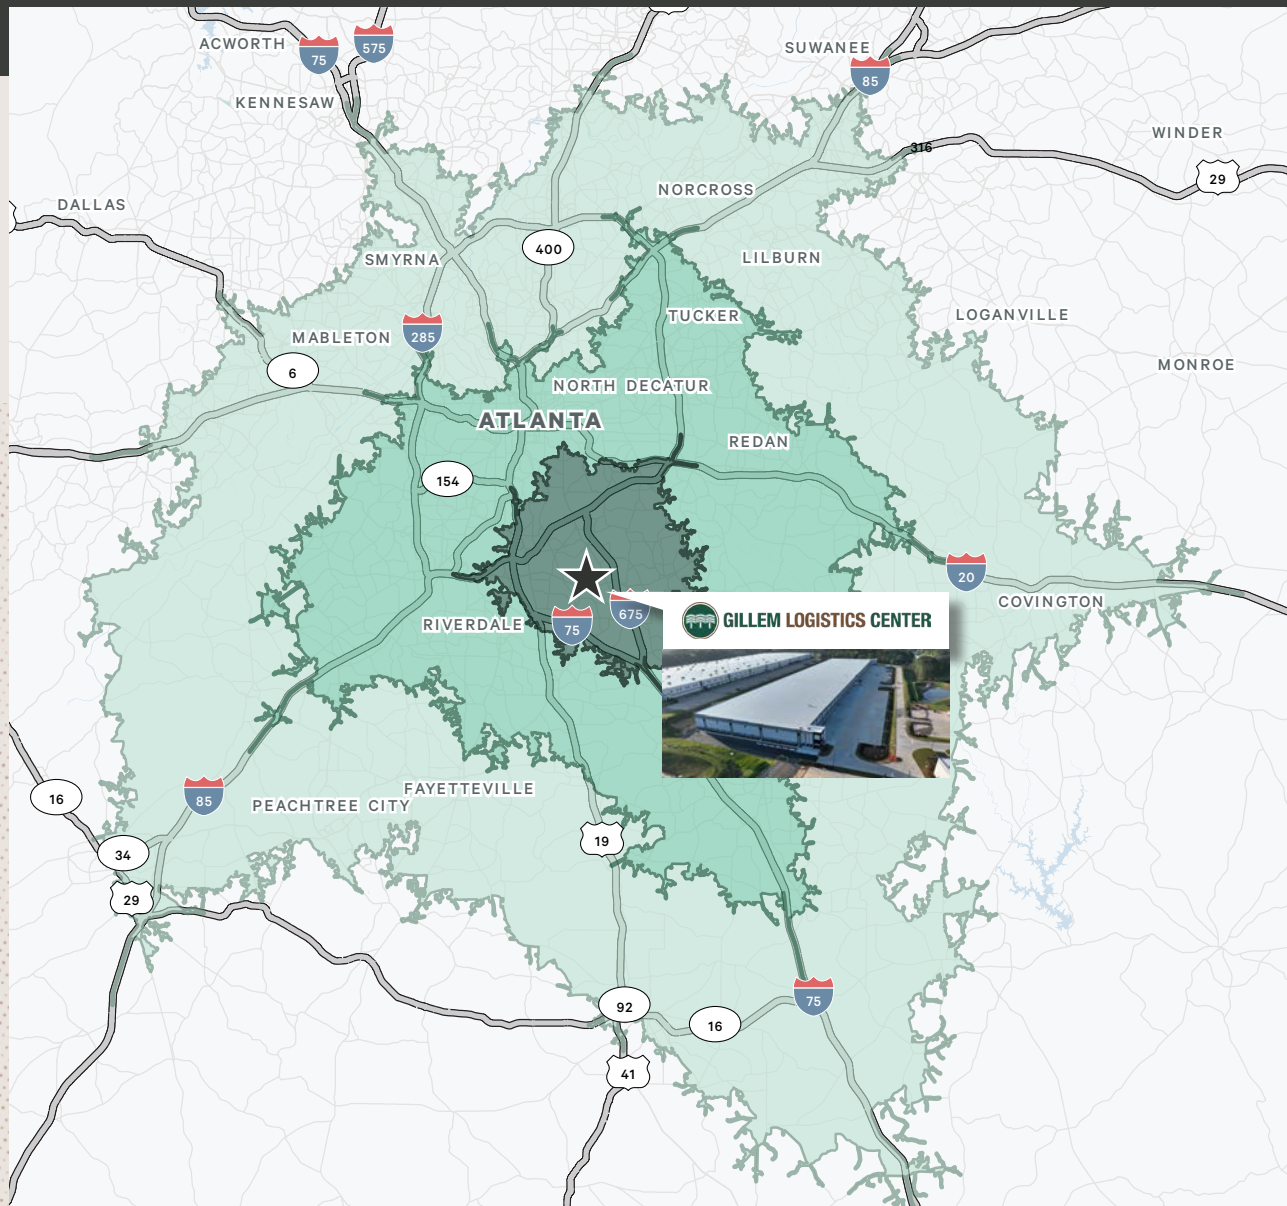 ACWORTH
75
575
SUWANEE
85
KENNESAW
316
WINDER
29
DALLAS
NORCROSS
400
SMYRNA
LILBURN
TUCKER
LOGANVILLE
MABLETON
285
6
MONROE
NORTH DECATUR
ATLANTA
REDAN
154
20
COVINGTON
RIVERDALE
75
675
GILLEM LOGISTICS CENTER
16
85
PEACHTREE CITY
FAYETTEVILLE
19
34
29
92
16
75
41